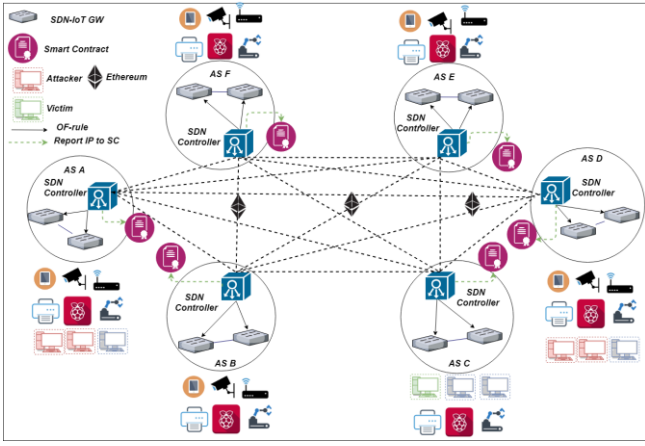 SDN-IoT GW
Smart Contract
Attacker
Ethereum
Victim
OF-rule
Report IP to SC
AS F
SDN
Controller
AS E
SDN
Controller
AS A
SDN
Controller
AS D
SDN
Controller
SDN
Controller
AS B
SDN
Controller
AS C